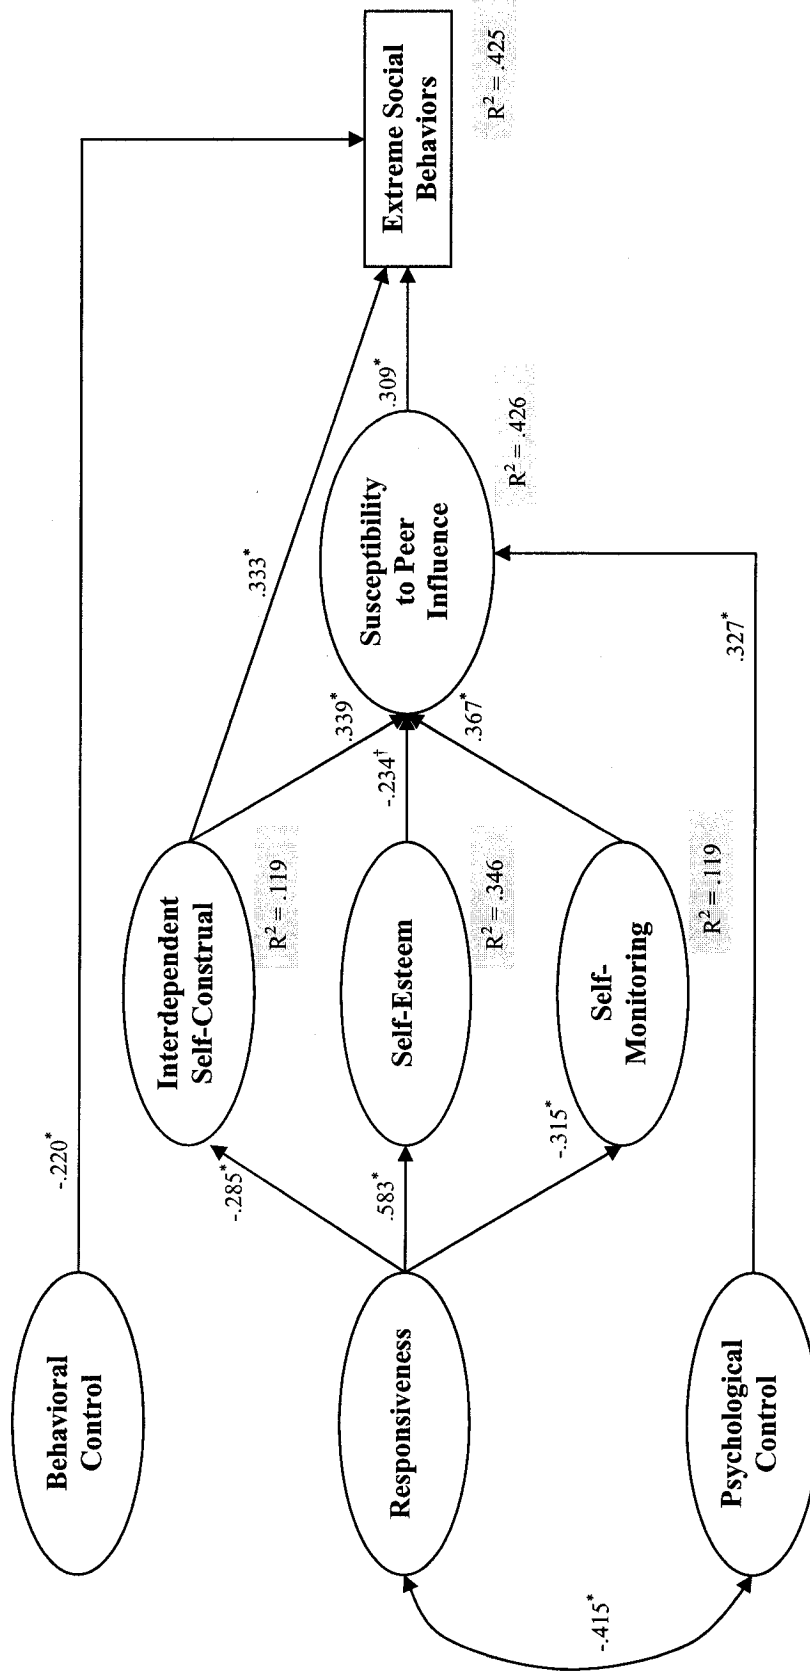 Behavioral
Control
-.220*
Interdependent
Self-Construal
R² = .119
.333*
Extreme Social
Behaviors
R² = .425
-.285*
.339*
Responsiveness
.583*
Self-Esteem
R² = .346
-.234†
Susceptibility
to Peer
Influence
R² = .426
.309*
-.315*
Self-
Monitoring
R² = .119
.367*
Psychological
Control
.327*
-.415*